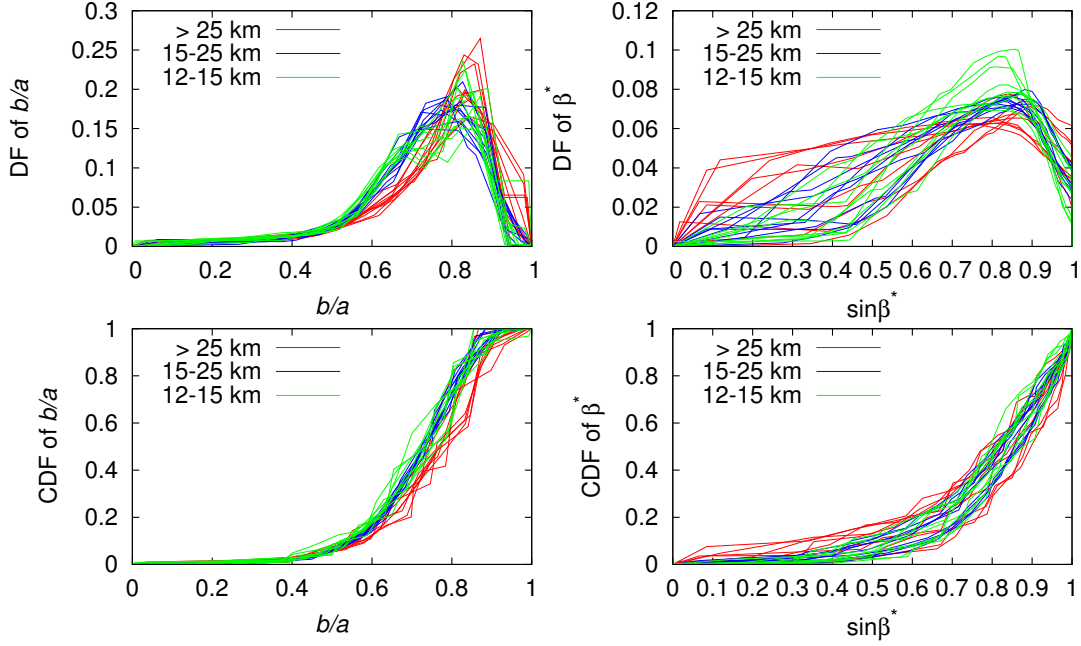 0.3
0.25
0.2
0.15
0.1
0.05
0
DF of b/a
> 25 km
15-25 km
12-15 km
0 0.2 0.4 0.6 0.8 1
b/a
0.12
0.1
0.08
0.06
0.04
0.02
0
DF of β*
> 25 km
15-25 km
12-15 km
0 0.1 0.2 0.3 0.4 0.5 0.6 0.7 0.8 0.9 1
sinβ*
1
0.8
0.6
0.4
0.2
0
CDF of b/a
> 25 km
15-25 km
12-15 km
0 0.2 0.4 0.6 0.8 1
b/a
1
0.8
0.6
0.4
0.2
0
CDF of β*
> 25 km
15-25 km
12-15 km
0 0.1 0.2 0.3 0.4 0.5 0.6 0.7 0.8 0.9 1
sinβ*